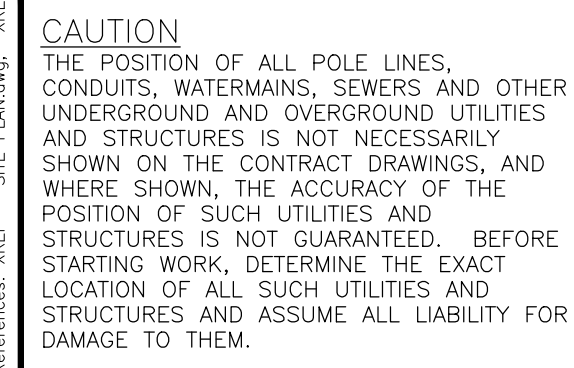 CAUTION
THE POSITION OF ALL POLE LINES,
CONDUITS, WATERMAINS, SEWERS AND OTHER
UNDERGROUND AND OVERGROUND UTILITIES
AND STRUCTURES IS NOT NECESSARILY
SHOWN ON THE CONTRACT DRAWINGS, AND
WHERE SHOWN, THE ACCURACY OF THE
POSITION OF SUCH UTILITIES AND
STRUCTURES IS NOT GUARANTEED. BEFORE
STARTING WORK, DETERMINE THE EXACT
LOCATION OF ALL SUCH UTILITIES AND
STRUCTURES AND ASSUME ALL LIABILITY FOR
DAMAGE TO THEM.